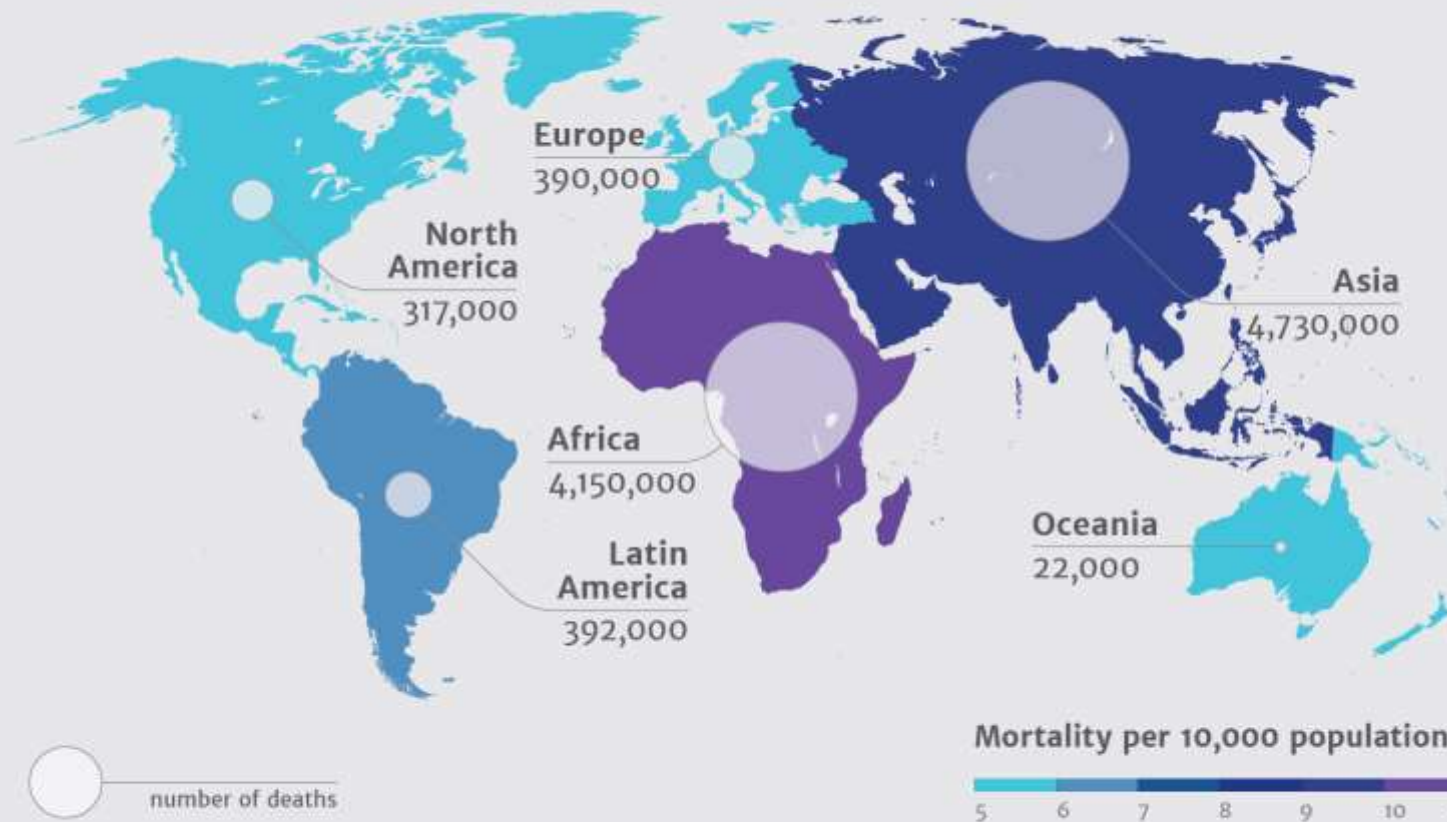 Europe
390,000
North
America
317,000
Asia
4,730,000
Africa
4,150,000
Oceania
22,000
Latin
America
392,000
number of deaths
Mortality per 10,000 population
5 6 7 8 9 10